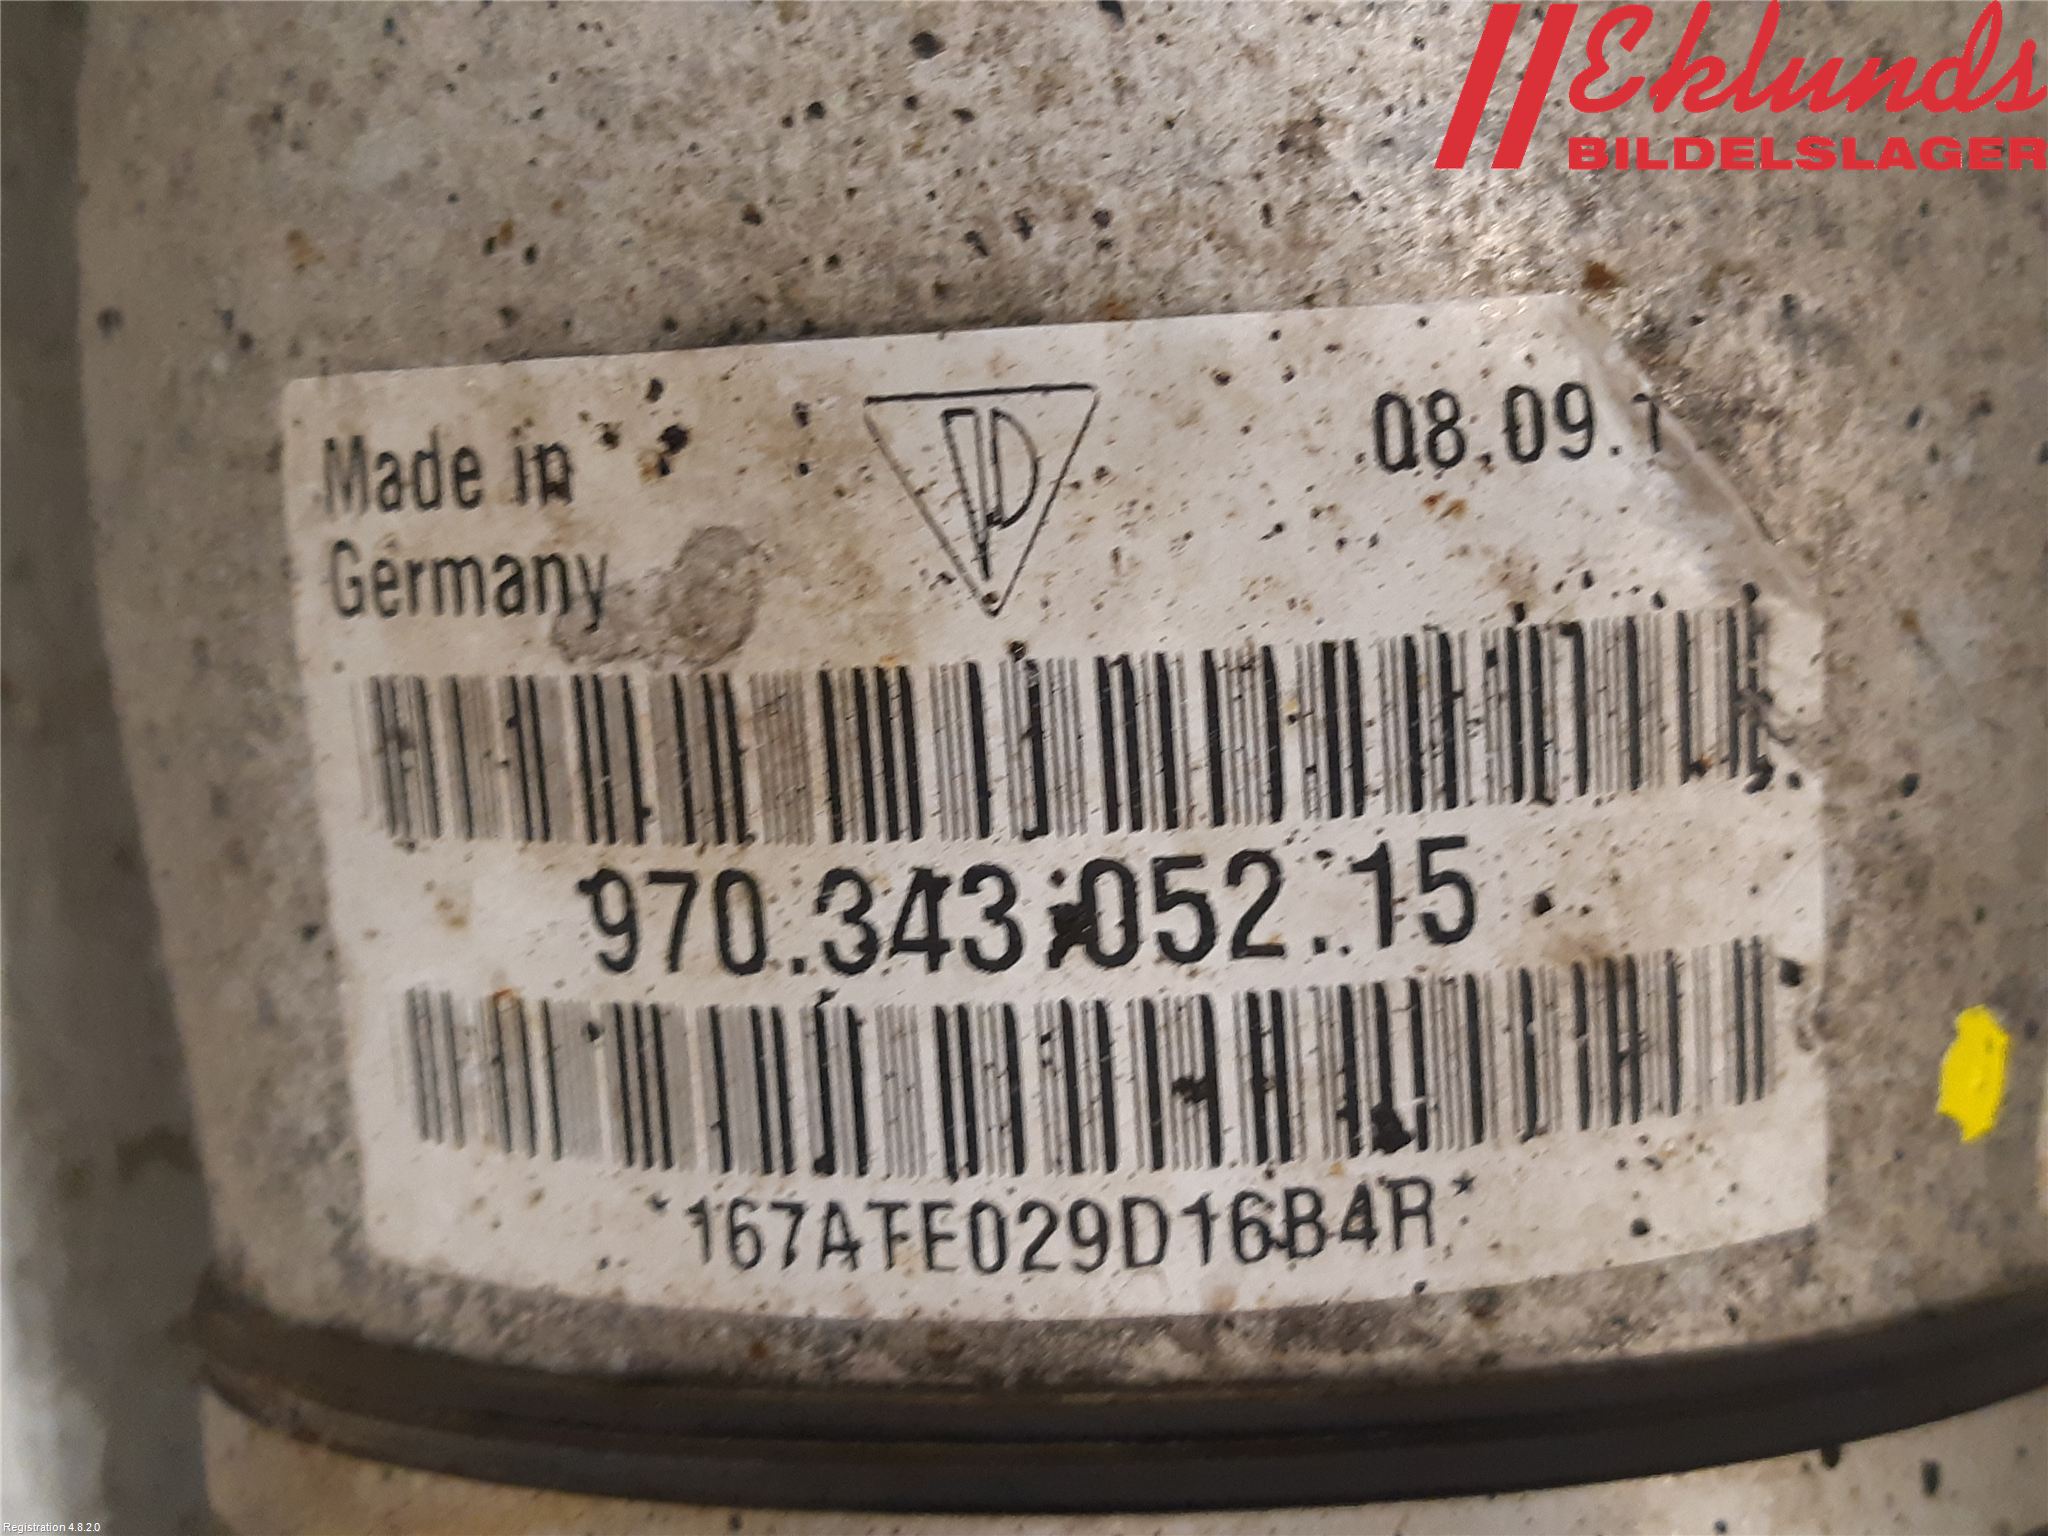 Eklunds
BILDELSLAGER
Made in
Germany
08.09.1
970.343.052.15
*167ATE029D16B4R*
Registration 4.8.2.0